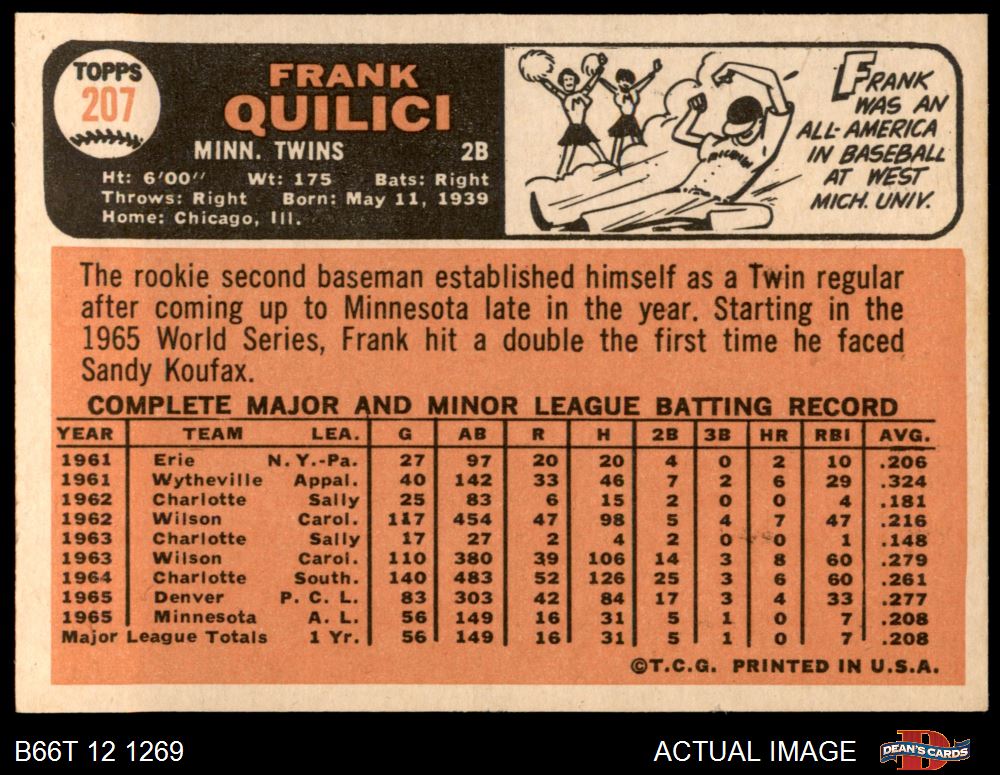 TOPPS
207
FRANK
QUILICI
MINN. TWINS 2B
Ht: 6'00" Wt: 175 Bats: Right
Throws: Right Born: May 11, 1939
Home: Chicago, Ill.
FRANK
WAS AN
ALL-AMERICA
IN BASEBALL
AT WEST
MICH. UNIV.
M
M
The rookie second baseman established himself as a Twin regular
after coming up to Minnesota late in the year. Starting in the
1965 World Series, Frank hit a double the first time he faced
Sandy Koufax.
COMPLETE MAJOR AND MINOR LEAGUE BATTING RECORD
YEAR TEAM LEA. G AB R H 2B 3B HR RBI AVG.
1961 Erie N.Y.-Pa. 27 97 20 20 4 0 2 10 .206
1961 Wytheville Appal. 40 142 33 46 7 2 6 29 .324
1962 Charlotte Sally 25 83 6 15 2 0 0 4 .181
1962 Wilson Carol. 117 454 47 98 5 4 7 47 .216
1963 Charlotte Sally 17 27 2 4 2 0 0 1 .148
1963 Wilson Carol. 110 380 39 106 14 3 8 60 .279
1964 Charlotte South. 140 483 52 126 25 3 6 60 .261
1965 Denver P. C. L. 83 303 42 84 17 3 4 33 .277
1965 Minnesota A. L. 56 149 16 31 5 1 0 7 .208
Major League Totals 1 Yr. 56 149 16 31 5 1 0 7 .208
©T.C.G. PRINTED IN U.S.A.
B66T 12 1269 ACTUAL IMAGE DEAN'S CARDS